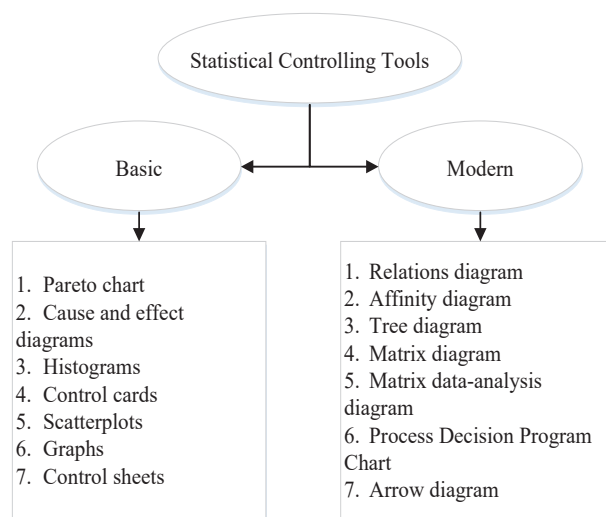 Statistical Controlling Tools
Basic
Modern
1. Pareto chart
2. Cause and effect
diagrams
3. Histograms
4. Control cards
5. Scatterplots
6. Graphs
7. Control sheets
1. Relations diagram
2. Affinity diagram
3. Tree diagram
4. Matrix diagram
5. Matrix data-analysis
diagram
6. Process Decision Program
Chart
7. Arrow diagram